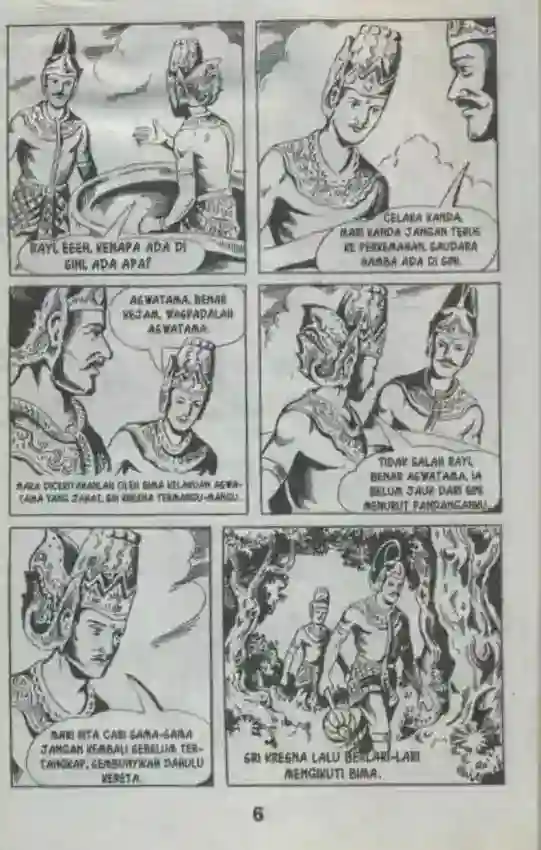 RAYI, EEEH, KENAPA ADA DI
SINI, ADA APA?
CELAKA KANDA,
MARI KANDA JANGAN TERUS
KE PERKEMAHAN, SAUDARA
HAMBA ADA DI SINI.
ASWATAMA, BENAR
KEJAM, WASPADALAH
ASWATAMA.
MAKA DICERITAKANLAH OLEH BIMA KELAKUAN ASWA-
TAMA YANG JAHAT, SRI KRESNA TERMANGU-MANGU.
TIDAK SALAH RAYI,
BENAR ASWATAMA, IA
BELUM JAUH DARI SINI
MENURUT PANDANGANKU.
MARI KITA CARI SAMA-SAMA
JANGAN KEMBALI SEBELUM TER-
TANGKAP, SEMBUNYIKAN DAHULU
KERETA.
SRI KRESNA LALU BERLARI-LARI
MENGIKUTI BIMA.
6